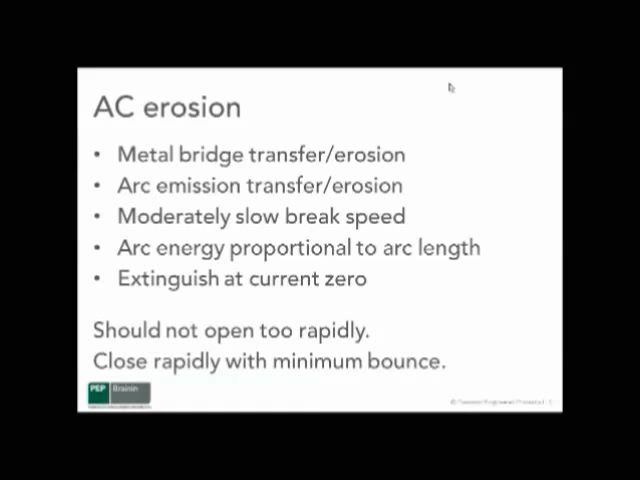 AC erosion
• Metal bridge transfer/erosion
• Arc emission transfer/erosion
• Moderately slow break speed
• Arc energy proportional to arc length
• Extinguish at current zero
Should not open too rapidly.
Close rapidly with minimum bounce.
PEP Brainin